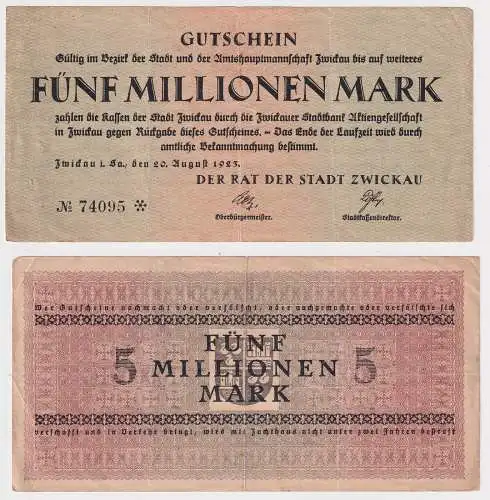 GUTSCHEIN
Gültig im Bezirk der Stadt und der Amtshauptmannschaft Zwickau bis auf weiteres
FÜNF MILLIONEN MARK
zahlen die Kassen der Stadt Zwickau durch die Zwickauer Stadtbank Aktiengesellschaft
in Zwickau gegen Rückgabe dieses Gutscheines. – Das Ende der Laufzeit wird durch
amtliche Bekanntmachung bestimmt.
Zwickau i. Sa., den 20. August 1923.
DER RAT DER STADT ZWICKAU
№ 74095 *
Oberbürgermeister.
Stadtkassendirektor.
Wer Gutscheine nachmacht oder verfälscht, oder nachgemachte oder verfälschte sich
FÜNF
5 MILLIONEN 5
MARK
verschafft und in Verkehr bringt, wird mit Zuchthaus nicht unter zwei Jahren bestraft